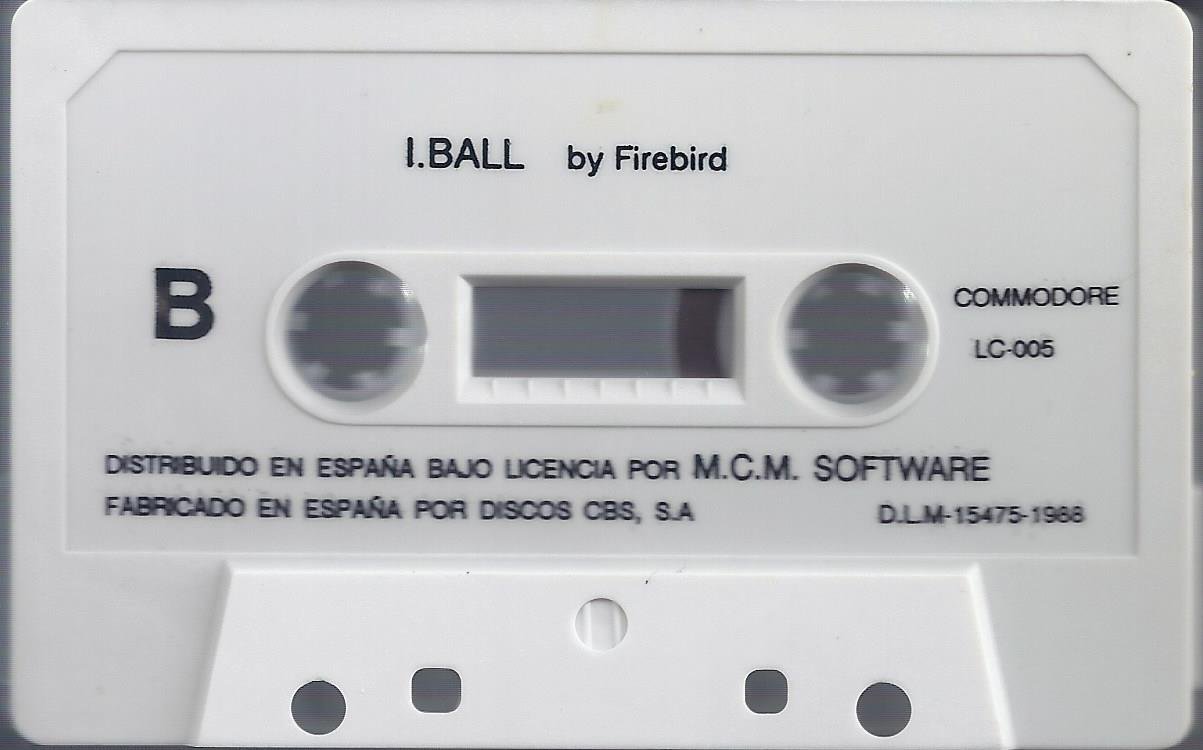 I.BALL by Firebird
B
COMMODORE
LC-005
DISTRIBUIDO EN ESPAÑA BAJO LICENCIA POR M.C.M. SOFTWARE
FABRICADO EN ESPAÑA POR DISCOS CBS, S.A
D.L.M-15475-1988